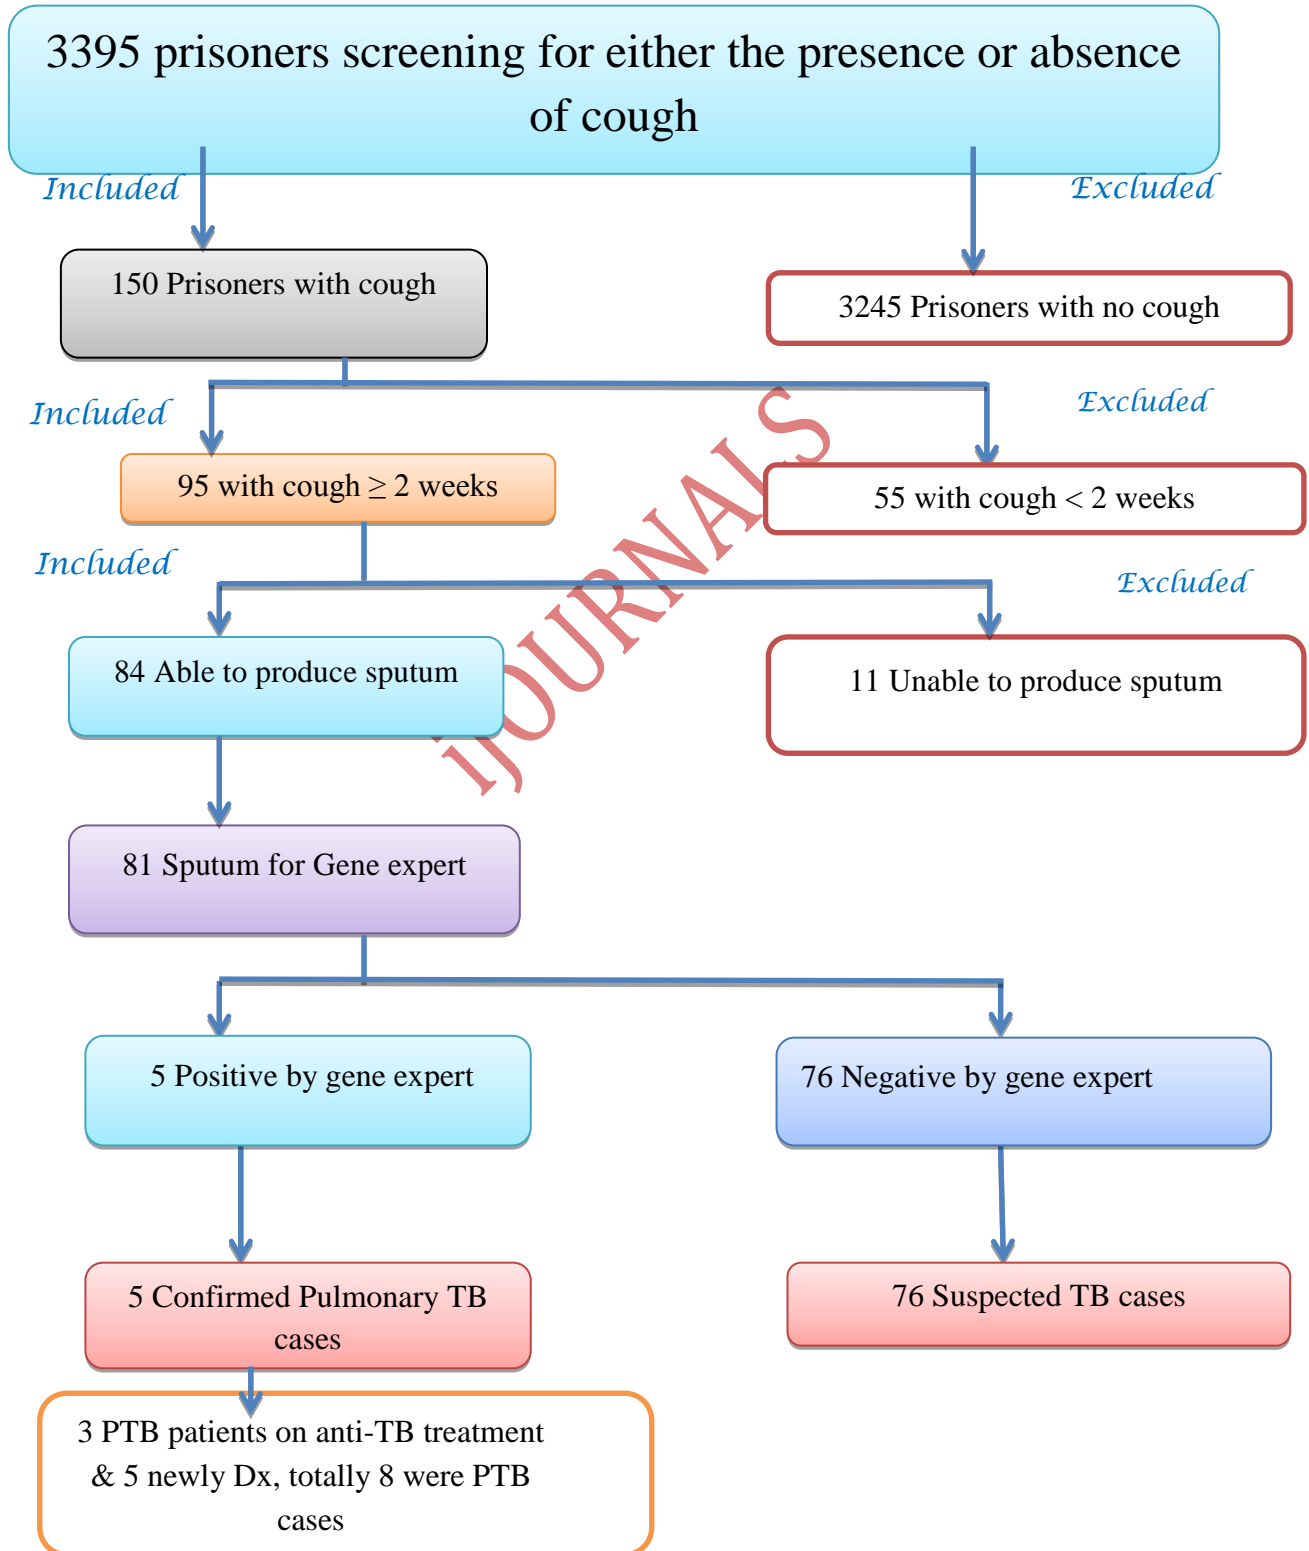 3395 prisoners screening for either the presence or absence
of cough
Included
Excluded
150 Prisoners with cough
3245 Prisoners with no cough
Included
Excluded
95 with cough ≥ 2 weeks
55 with cough < 2 weeks
Included
Excluded
84 Able to produce sputum
11 Unable to produce sputum
iJOURNALS
81 Sputum for Gene expert
5 Positive by gene expert
76 Negative by gene expert
5 Confirmed Pulmonary TB
cases
76 Suspected TB cases
3 PTB patients on anti-TB treatment
& 5 newly Dx, totally 8 were PTB
cases